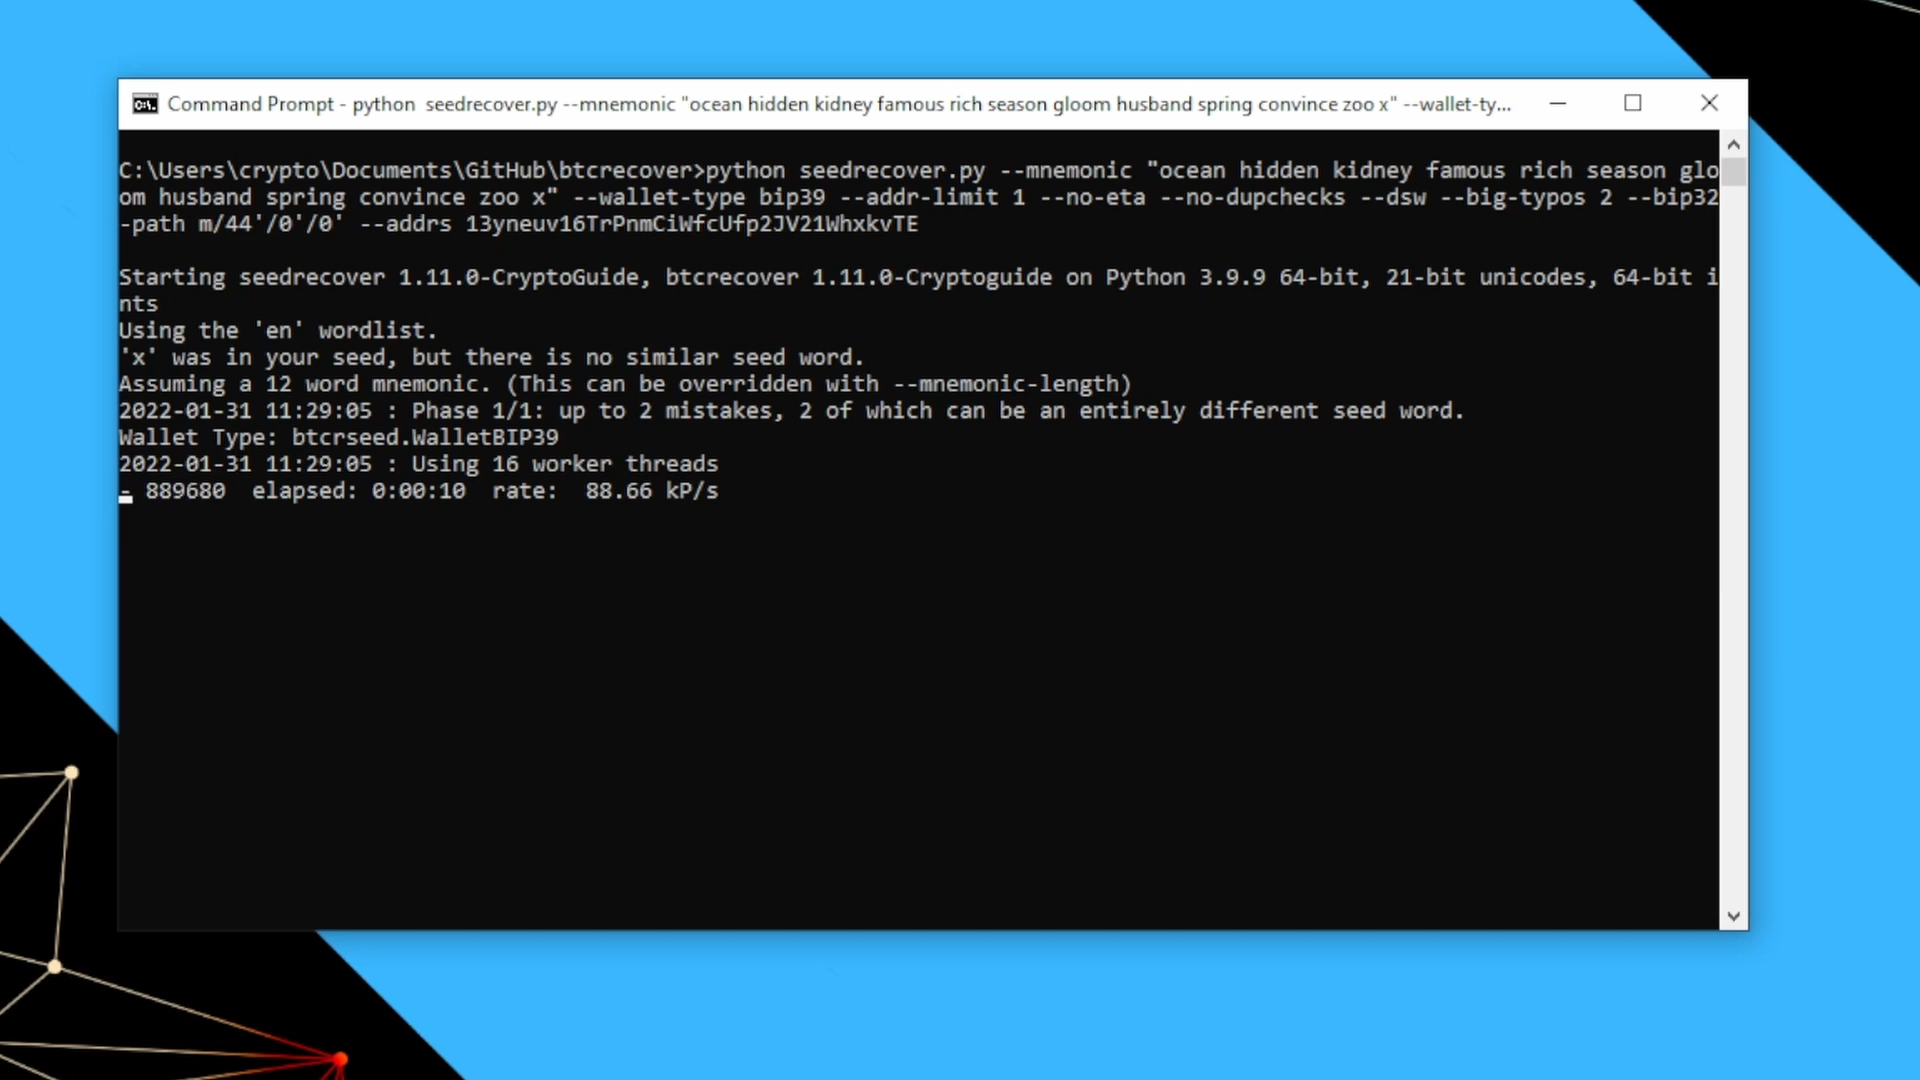 Command Prompt - python  seedrecover.py --mnemonic "ocean hidden kidney famous rich season gloom husband spring convince zoo x" --wallet-ty...
C:\Users\crypto\Documents\GitHub\btcrecover>python seedrecover.py --mnemonic "ocean hidden kidney famous rich season glo
om husband spring convince zoo x" --wallet-type bip39 --addr-limit 1 --no-eta --no-dupchecks --dsw --big-typos 2 --bip32
-path m/44'/0'/0' --addrs 13yneuv16TrPnmCiWfcUfp2JV21WhxkvTE
Starting seedrecover 1.11.0-CryptoGuide, btcrecover 1.11.0-Cryptoguide on Python 3.9.9 64-bit, 21-bit unicodes, 64-bit i
nts
Using the 'en' wordlist.
'x' was in your seed, but there is no similar seed word.
Assuming a 12 word mnemonic. (This can be overridden with --mnemonic-length)
2022-01-31 11:29:05 : Phase 1/1: up to 2 mistakes, 2 of which can be an entirely different seed word.
Wallet Type: btcrseed.WalletBIP39
2022-01-31 11:29:05 : Using 16 worker threads
- 889680  elapsed: 0:00:10  rate:  88.66 kP/s